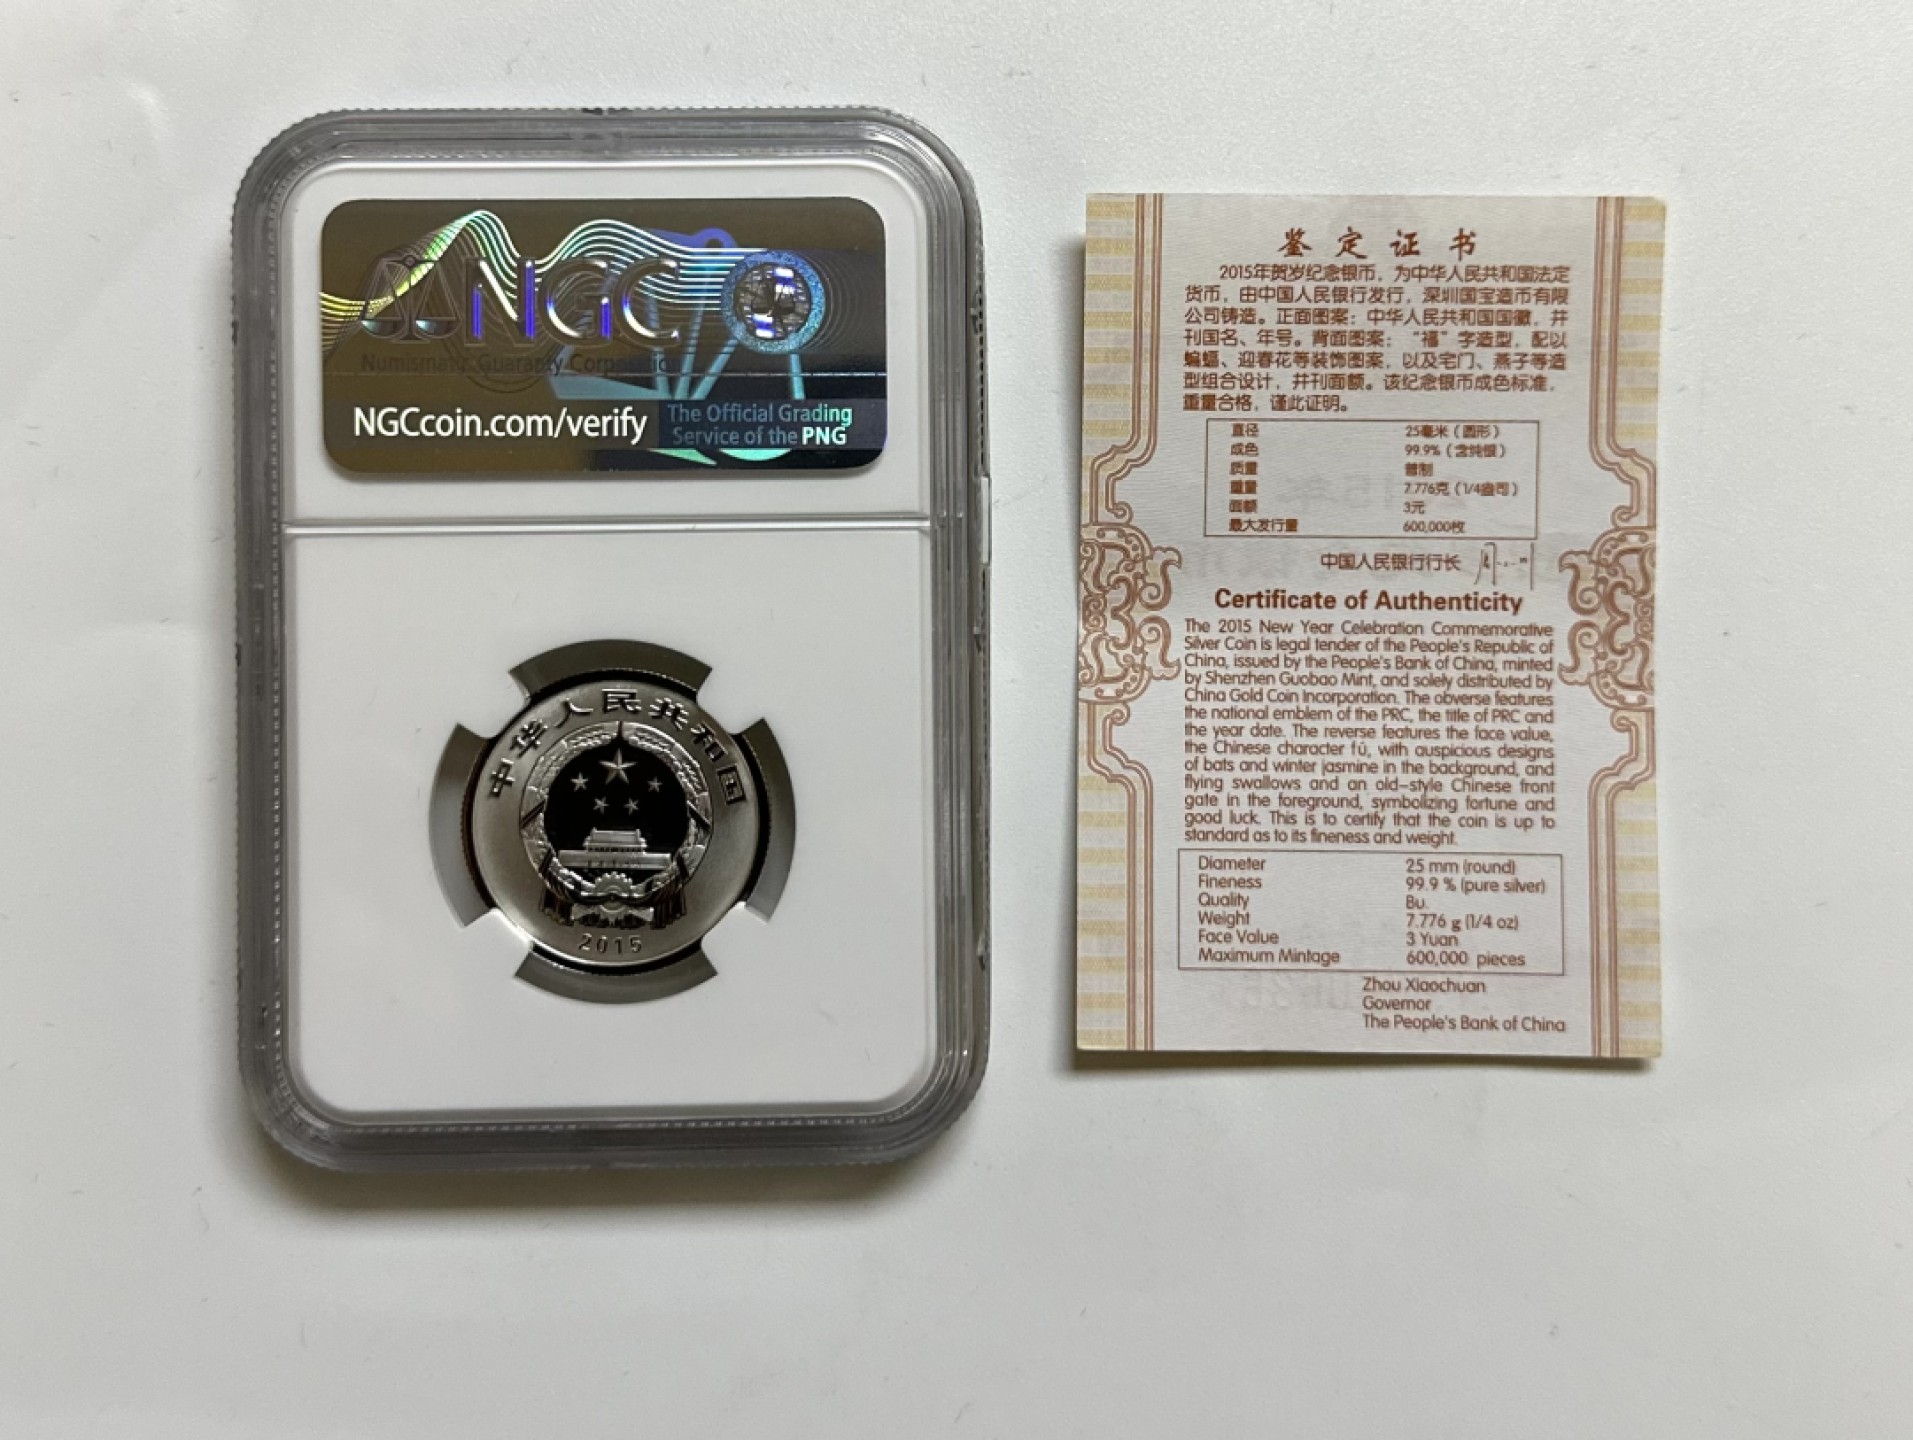 NGC
Numismatic Guaranty Corporation
NGCcoin.com/verify
The Official Grading
Service of the PNG
中华人民共和国
2015
鉴定证书
2015年贺岁纪念银币，为中华人民共和国法定
货币，由中国人民银行发行，深圳国宝造币有限
公司铸造。正面图案：中华人民共和国国徽，并
刊国名、年号。背面图案：“福”字造型，配以
蝙蝠、迎春花等装饰图案，以及宅门、燕子等造
型组合设计，并刊面额。该纪念银币成色标准，
重量合格，谨此证明。
直径 25毫米（圆形）
成色 99.9%（含纯银）
质量 普制
重量 7.776克（1/4盎司）
面额 3元
最大发行量 600,000枚
中国人民银行行长
Certificate of Authenticity
The 2015 New Year Celebration Commemorative
Silver Coin is legal tender of the People's Republic of
China, issued by the People's Bank of China, minted
by Shenzhen Guobao Mint, and solely distributed by
China Gold Coin Incorporation. The obverse features
the national emblem of the PRC, the title of PRC and
the year date. The reverse features the face value,
the Chinese character fú, with auspicious designs
of bats and winter jasmine in the background, and
flying swallows and an old-style Chinese front
gate in the foreground, symbolizing fortune and
good luck. This is to certify that the coin is up to
standard as to its fineness and weight.
Diameter 25 mm (round)
Fineness 99.9 % (pure silver)
Quality Bu.
Weight 7.776 g (1/4 oz)
Face Value 3 Yuan
Maximum Mintage 600,000 pieces
Zhou Xiaochuan
Governor
The People's Bank of China